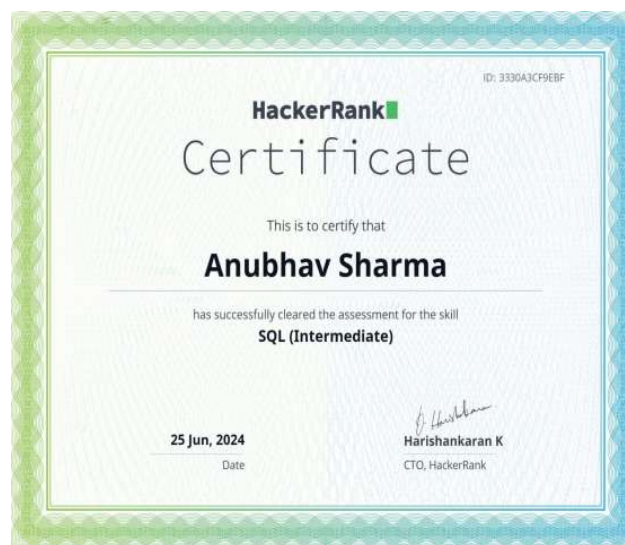 ID: 3330A3CF9EBF
HackerRank
Certificate
This is to certify that
Anubhav Sharma
has successfully cleared the assessment for the skill
SQL (Intermediate)
25 Jun, 2024
Date
Harishankaran K
CTO, HackerRank